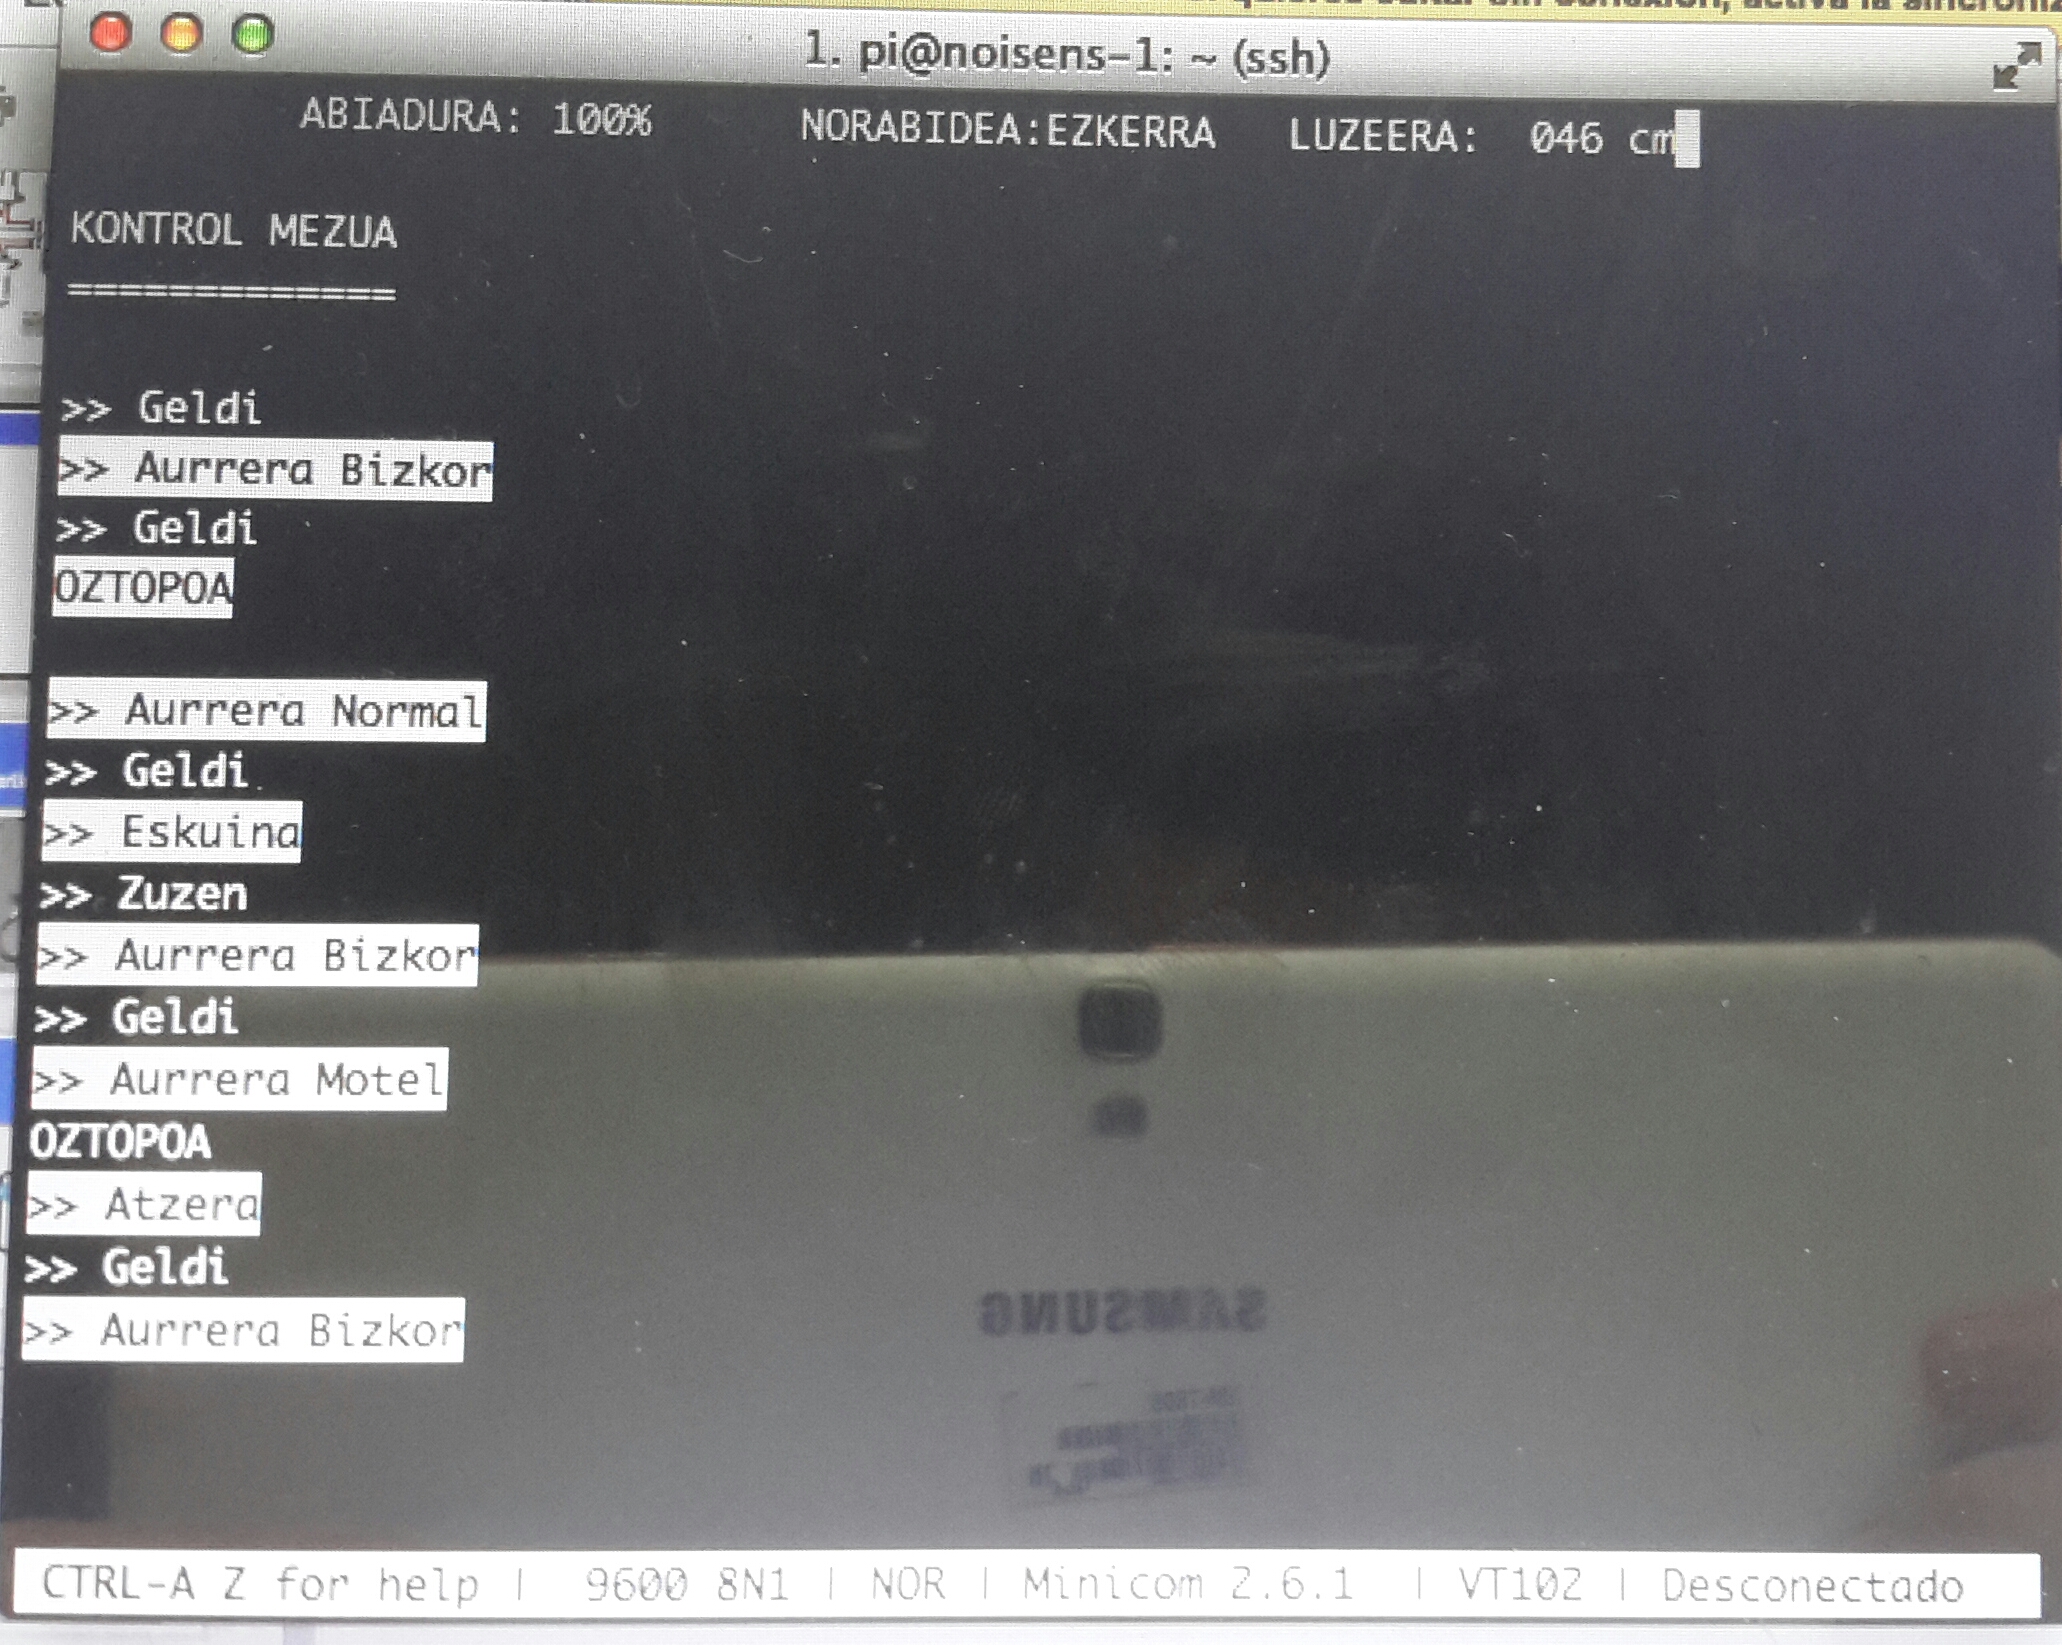 1. pi@noisens-1: ~ (ssh)
ABIADURA: 100% NORABIDEA:EZKERRA LUZEERA: 046 cm
KONTROL MEZUA
=============
>> Geldi
>> Aurrera Bizkor
>> Geldi
OZTOPOA
>> Aurrera Normal
>> Geldi
>> Eskuina
>> Zuzen
>> Aurrera Bizkor
>> Geldi
>> Aurrera Motel
OZTOPOA
>> Atzera
>> Geldi
>> Aurrera Bizkor
SAMSUNG
CTRL-A Z for help | 9600 8N1 | NOR | Minicom 2.6.1 | VT102 | Desconectado